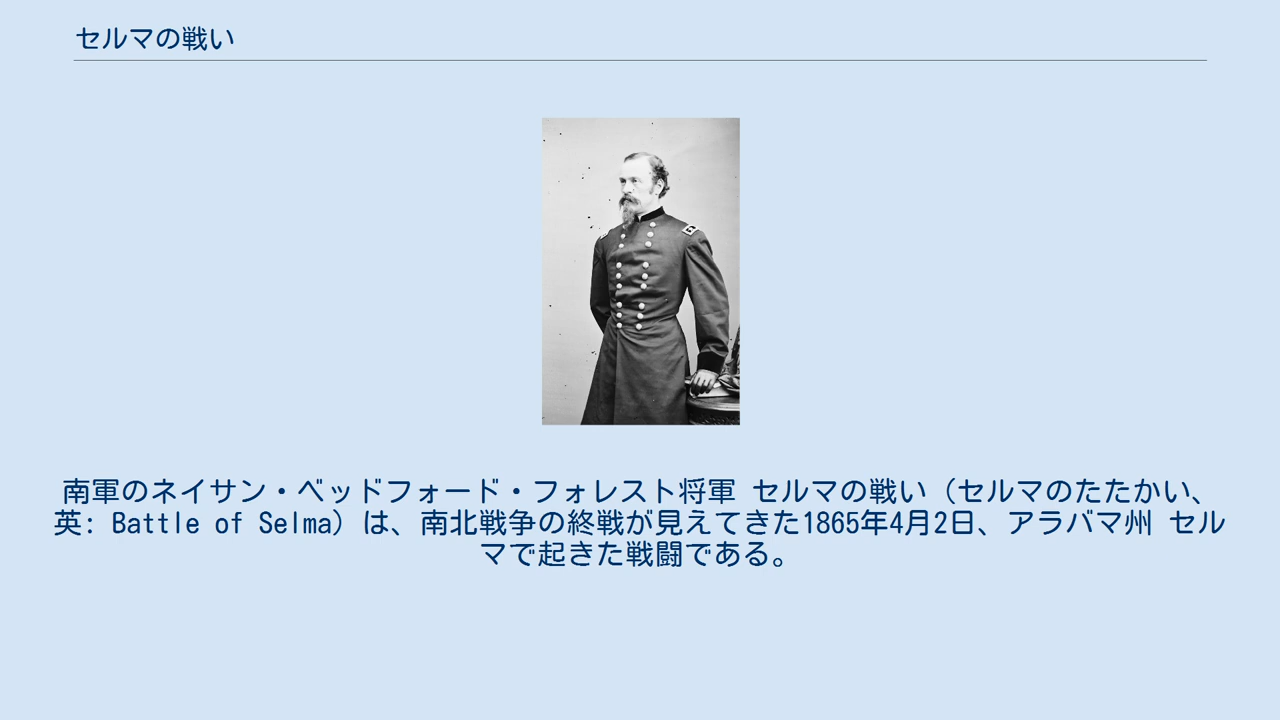 セルマの戦い
南軍のネイサン・ベッドフォード・フォレスト将軍 セルマの戦い（セルマのたたかい、
英: Battle of Selma）は、南北戦争の終戦が見えてきた1865年4月2日、アラバマ州 セル
マで起きた戦闘である。